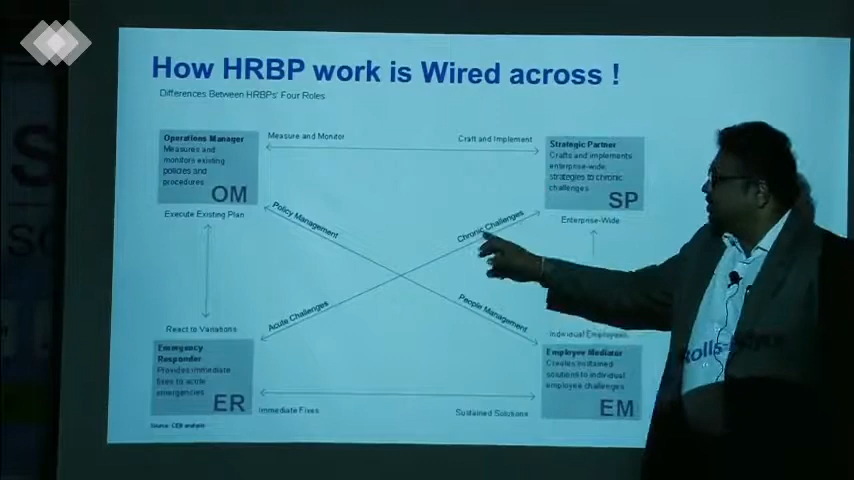 How HRBP work is Wired across !
Differences Between HRBPs' Four Roles
Operations Manager
Measures and
monitors existing
policies and
procedures
OM
Measure and Monitor
Craft and Implement
Strategic Partner
Crafts and implements
enterprise-wide
strategies to chronic
challenges
SP
Execute Existing Plan
Policy Management
Chronic Challenges
Enterprise-Wide
Acute Challenges
People Management
React to Variations
Individual Employees
Emergency
Responder
Provides immediate
fixes to acute
emergencies
ER
Immediate Fixes
Sustained Solutions
Employee Mediator
Creates sustained
solutions to individual
employee challenges
EM
Source: CEB analysis